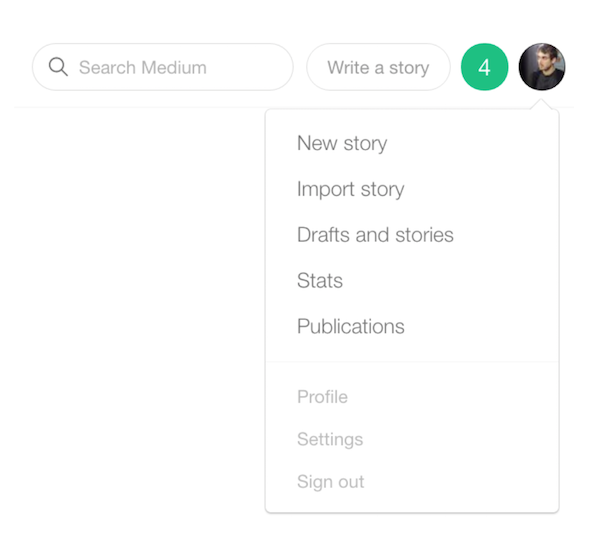 Search Medium
Write a story
4
New story
Import story
Drafts and stories
Stats
Publications
Profile
Settings
Sign out